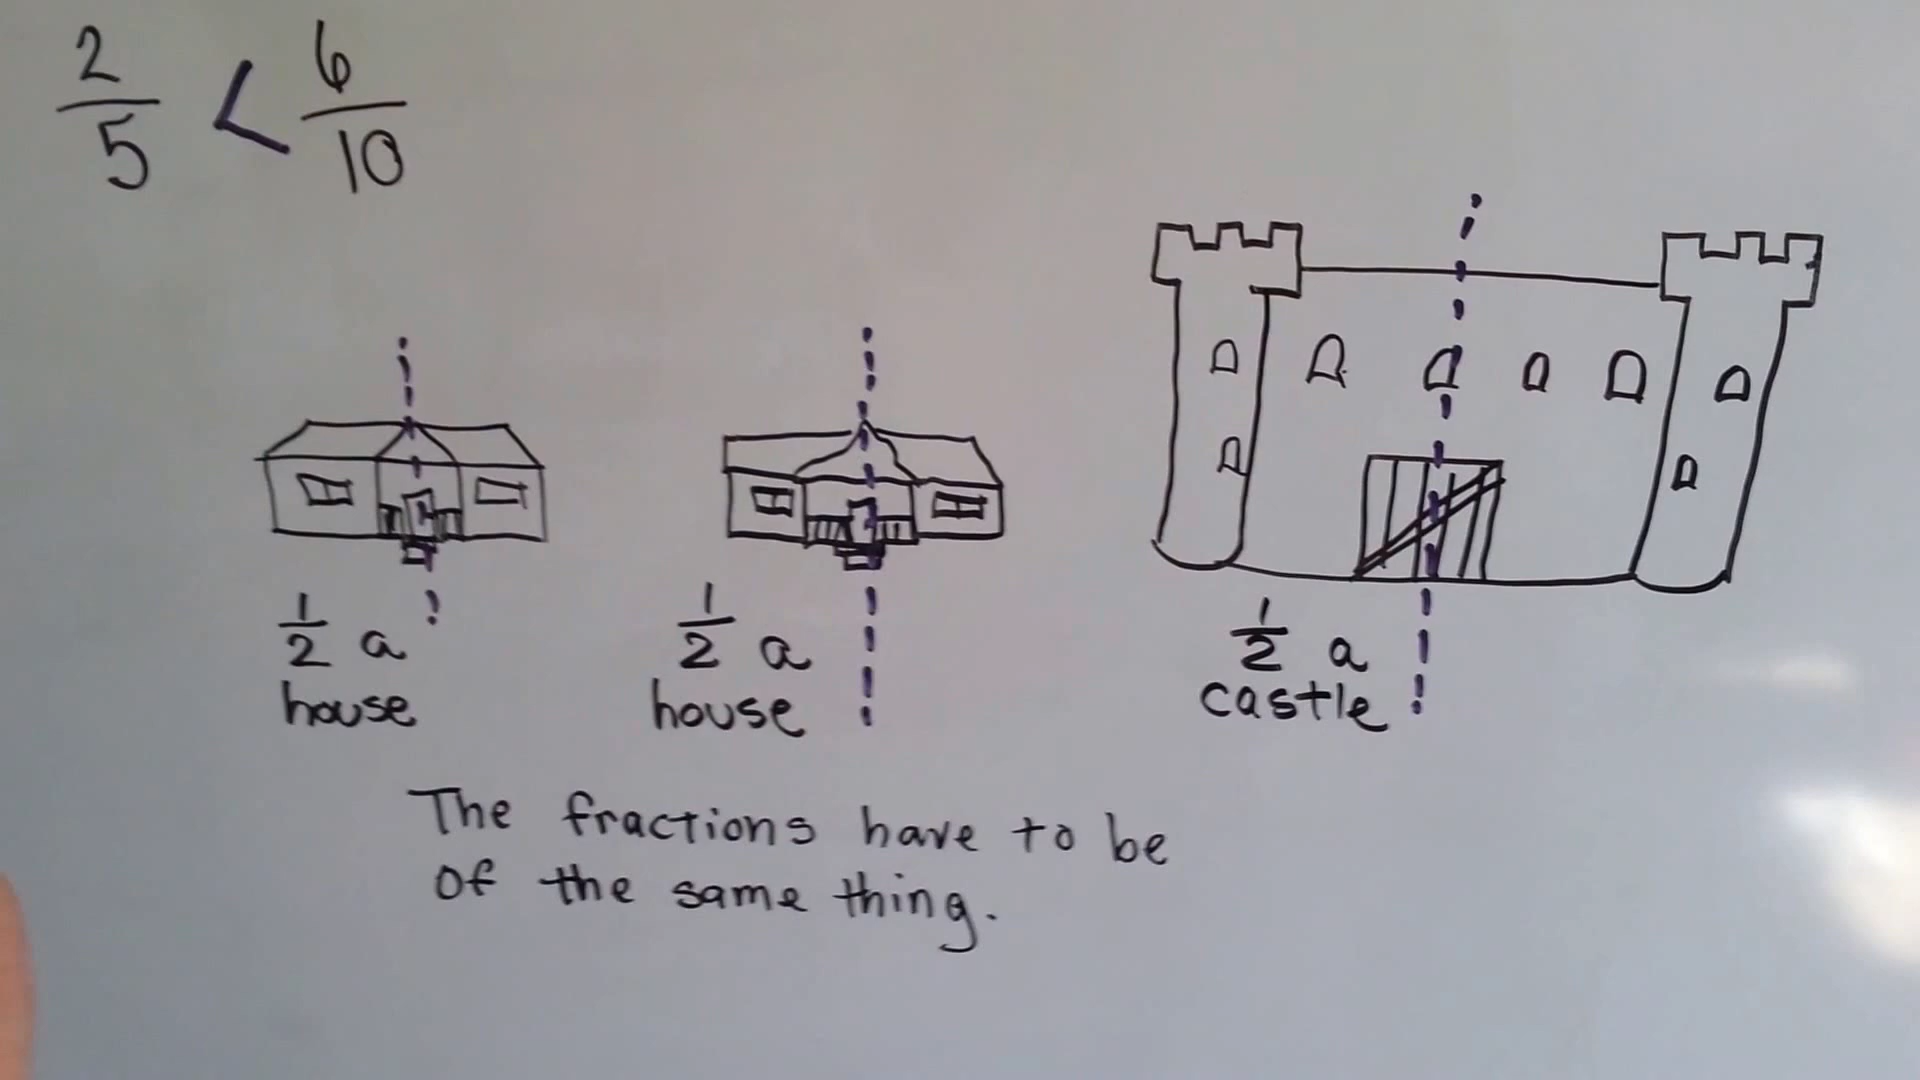 2/5 < 6/10
1/2 a house
1/2 a house
1/2 a castle
The fractions have to be
of the same thing.